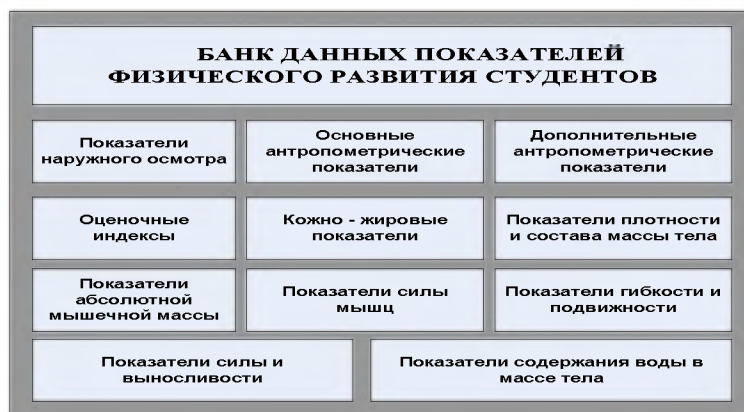 БАНК ДАННЫХ ПОКАЗАТЕЛЕЙ
ФИЗИЧЕСКОГО РАЗВИТИЯ СТУДЕНТОВ
Показатели
наружного осмотра
Основные
антропометрические
показатели
Дополнительные
антропометрические
показатели
Оценочные
индексы
Кожно - жировые
показатели
Показатели плотности
и состава массы тела
Показатели
абсолютной
мышечной массы
Показатели силы
мышц
Показатели гибкости и
подвижности
Показатели силы и
выносливости
Показатели содержания воды в
массе тела